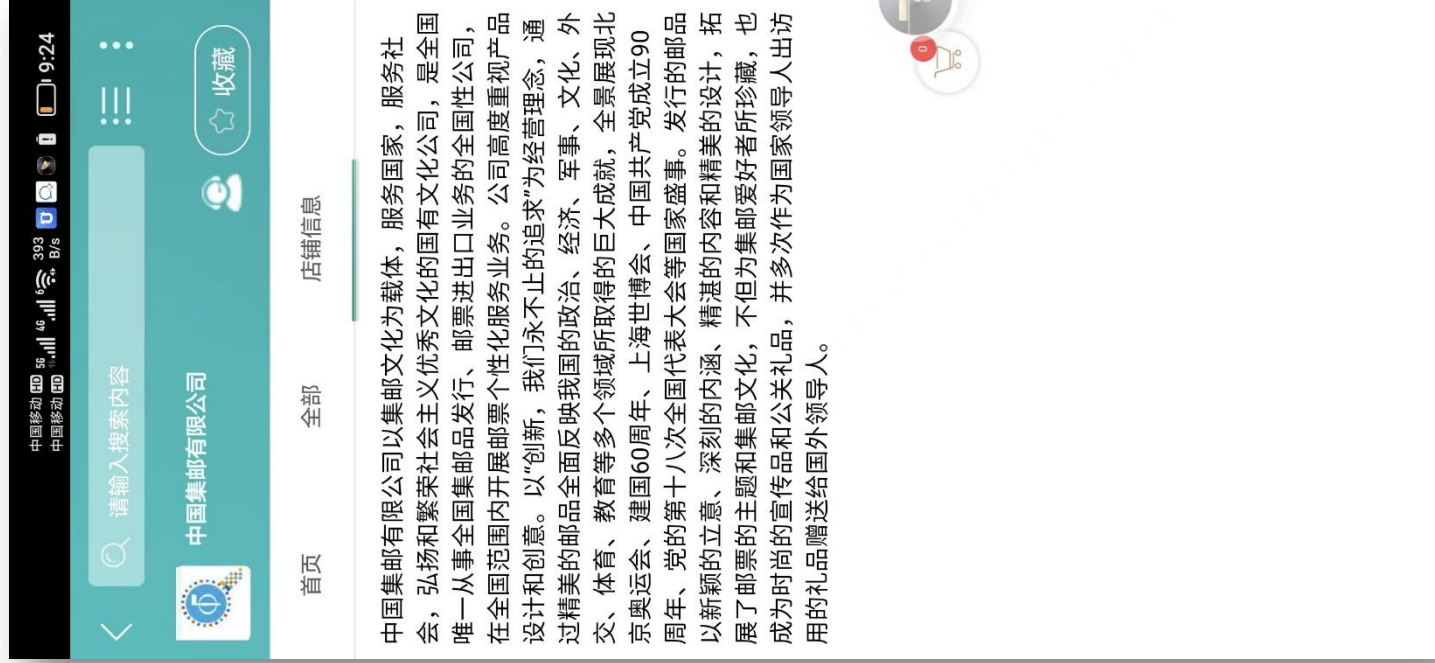 中国移动 HD 5G 4G 6 393 9:24
中国移动 HD B/s
请输入搜索内容
中国集邮有限公司
收藏
首页
全部
店铺信息
中国集邮有限公司以集邮文化为载体，服务国家，服务社
会，弘扬和繁荣社会主义优秀文化的国有文化公司，是全国
唯一从事全国集邮品发行、邮票进出口业务的全国性公司，
在全国范围内开展邮票个性化服务业务。公司高度重视产品
设计和创意。以“创新，我们永不止的追求”为经营理念，通
过精美的邮品全面反映我国的政治、经济、军事、文化、外
交、体育、教育等多个领域所取得的巨大成就，全景展现北
京奥运会、建国60周年、上海世博会、中国共产党成立90
周年、党的第十八次全国代表大会等国家盛事。发行的邮品
以新颖的立意、深刻的内涵、精湛的内容和精美的设计，拓
展了邮票的主题和集邮文化，不但为集邮爱好者所珍藏，也
成为时尚的宣传品和公关礼品，并多次作为国家领导人出访
用的礼品赠送给国外领导人。
0